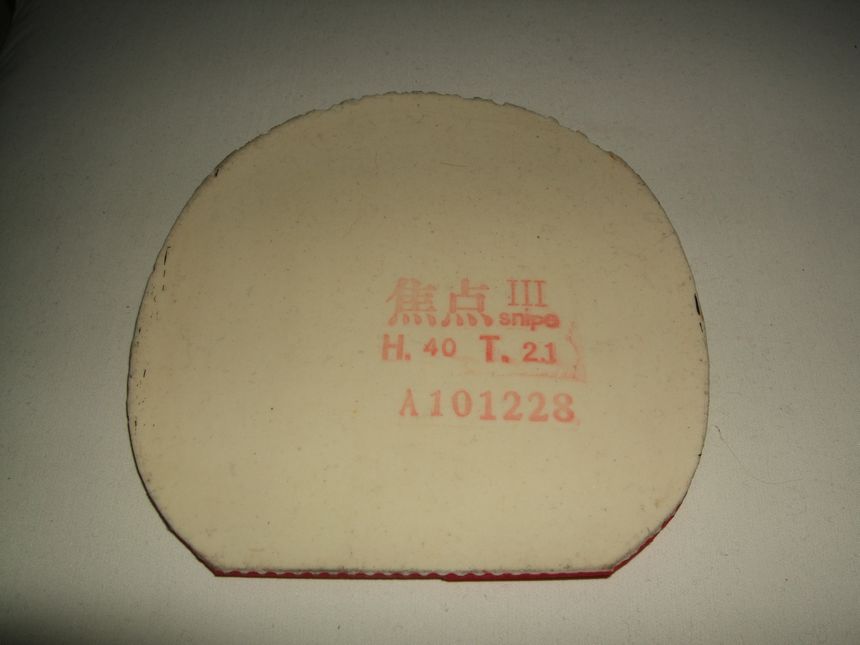 焦点 III
snipe
H. 40 T. 2.1
A101228